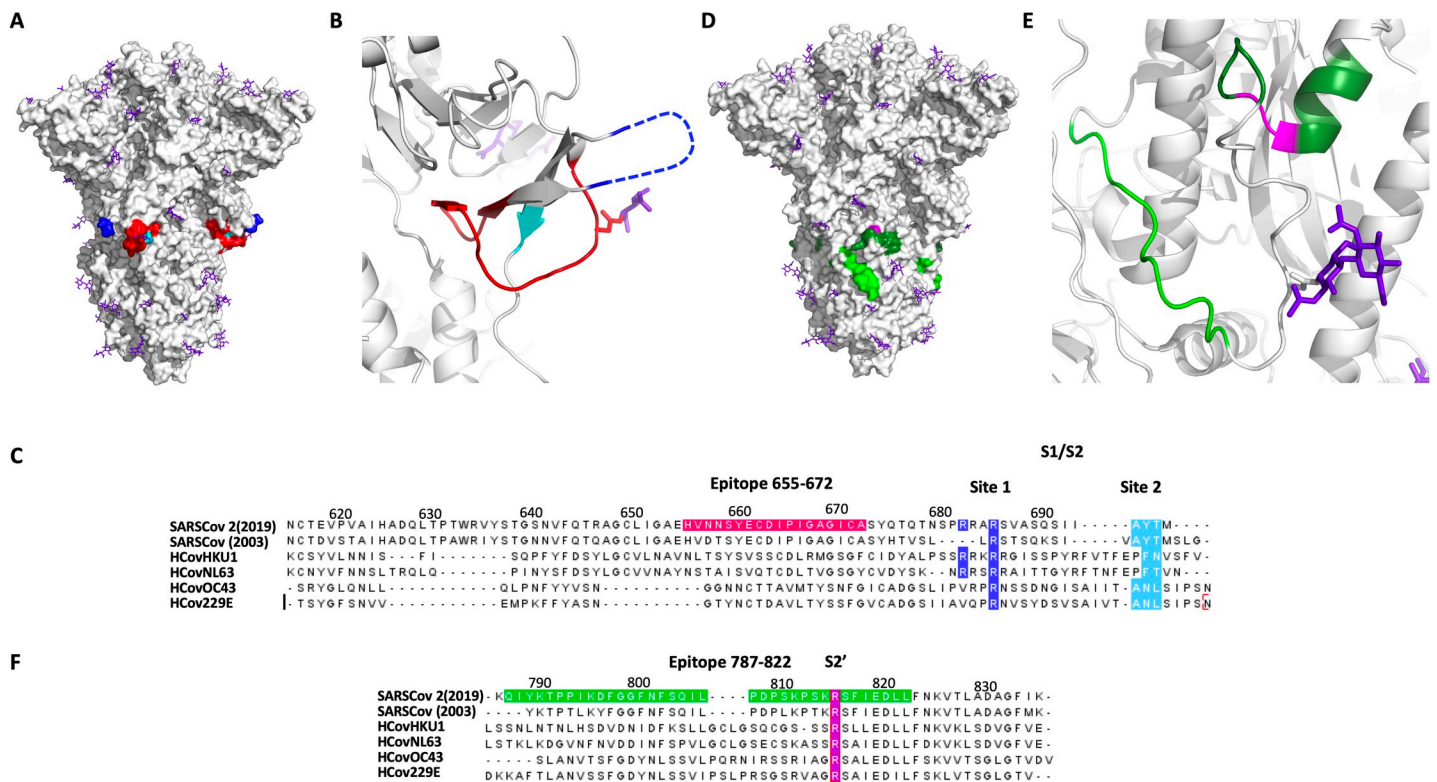 A
B
D
E
C
S1/S2
Epitope 655-672
Site 1
Site 2
620 630 640 650 660 670 680 690
SARSCov 2(2019) NCTEVPVAIHADQLTPTWRVYSTGSNVFQTRAGCLIGAEHVNNSYECDIPIGAGICASYQTQTNSPRRARSVASQSII-----AYTM---
SARSCov (2003) NCTDVSTAIHADQLTPAWRIYSTGNNVFQTQAGCLIGAEHVDTSYECDIPIGAGICASYHTVSL----LRSTSQKSI-----VAYTMSLG-
HCovHKU1 KCSYVLNNIS----FI------SQPFYFDSYLGCVLNAVNLTSYSVSSCDLRMGSGFCIDYALPSSRRKRRGISSPYRFVTFEPFNVSFV-
HCovNL63 KCNYVFNNSLTRQLQ------PINYSFDSYLGCVVNAYNSTAISVQTCDLTVGSGYCVDYSK--NRRSRRAITTGYRFTNFEPFTVN---
HCovOC43 -SRYGLQNLL-----------QLPNFYYVSN--------GGNNCTTAVMTYSNFGICADGSLIPVRPRNSSDNGISAIIT-ANLSIPSN
HCov229E -TSYGFSNVV-----------EMPKFFYASN--------GTYNCTDAVLTYSSFGVCADGSIIAVQPRNVSYDSVSAIVT-ANLSIPSN
F
Epitope 787-822 S2’
790 800 810 820 830
SARSCov 2(2019) -KQIYKTPPIKDFGGFNFSQIL----PDPSKPSKRSFIEDLLFNKVTLADAGFIK-
SARSCov (2003) ----YKTPTLKYFGGFNFSQIL----PDPLKPTKRSFIEDLLFNKVTLADAGFMK-
HCovHKU1 LSSNLNTNLHSDVDNIDFKSLLGCLGSQCGS-SSRSLLEDLLFNKVKLSDVGFVE-
HCovNL63 LSTKLKDGVNFNVDDINFSPVLGCLGSECSKASSRSAIEDLLFDKVKLSDVGFVE-
HCovOC43 -----SLANVTSFGDYNLSSVLPQRNIRSSRIAGRSALEDLLFSKVVTSGLGTVDV
HCov229E DKKAFTLANVSSFGDYNLSSVIPSLPRSGSRVAGRSAIEDILFSKLVTSGLGTV--